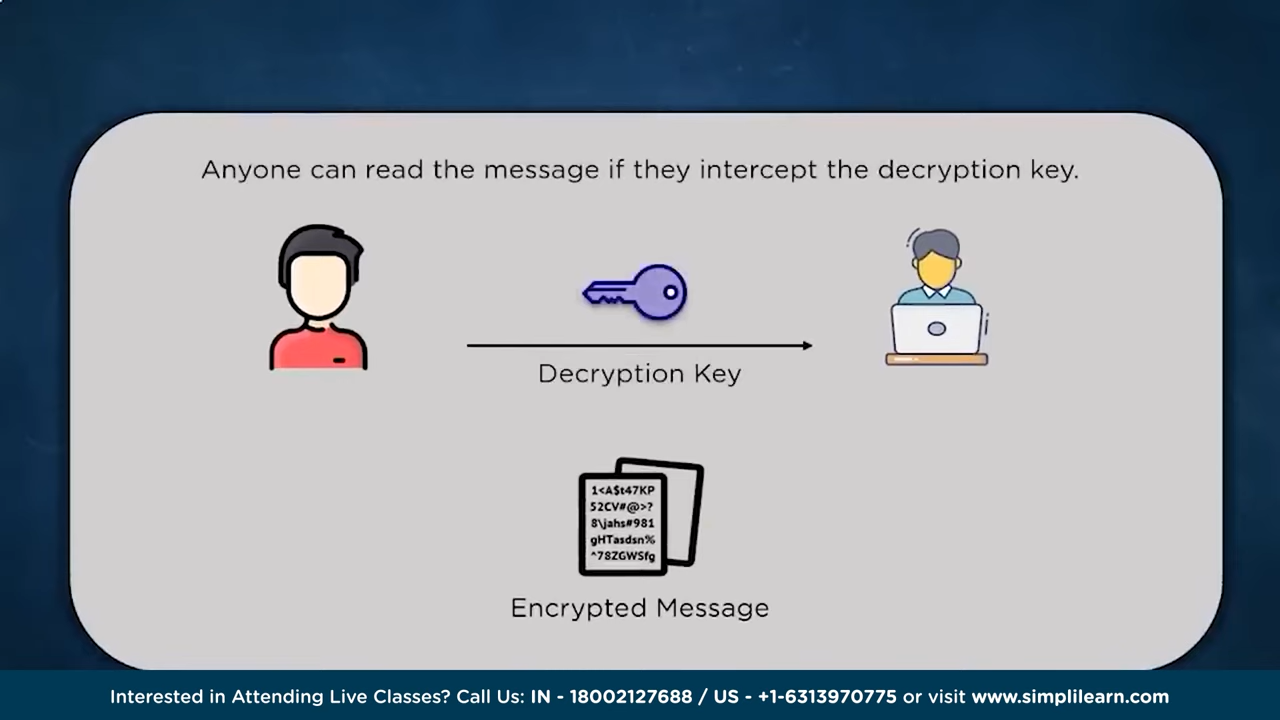 Anyone can read the message if they intercept the decryption key.
Decryption Key
1<A$t47KP
52CV#@>?
8\jahs#981
gHTasdsn%
^78ZGWSfg
Encrypted Message
Interested in Attending Live Classes? Call Us: IN - 18002127688 / US - +1-6313970775 or visit www.simplilearn.com